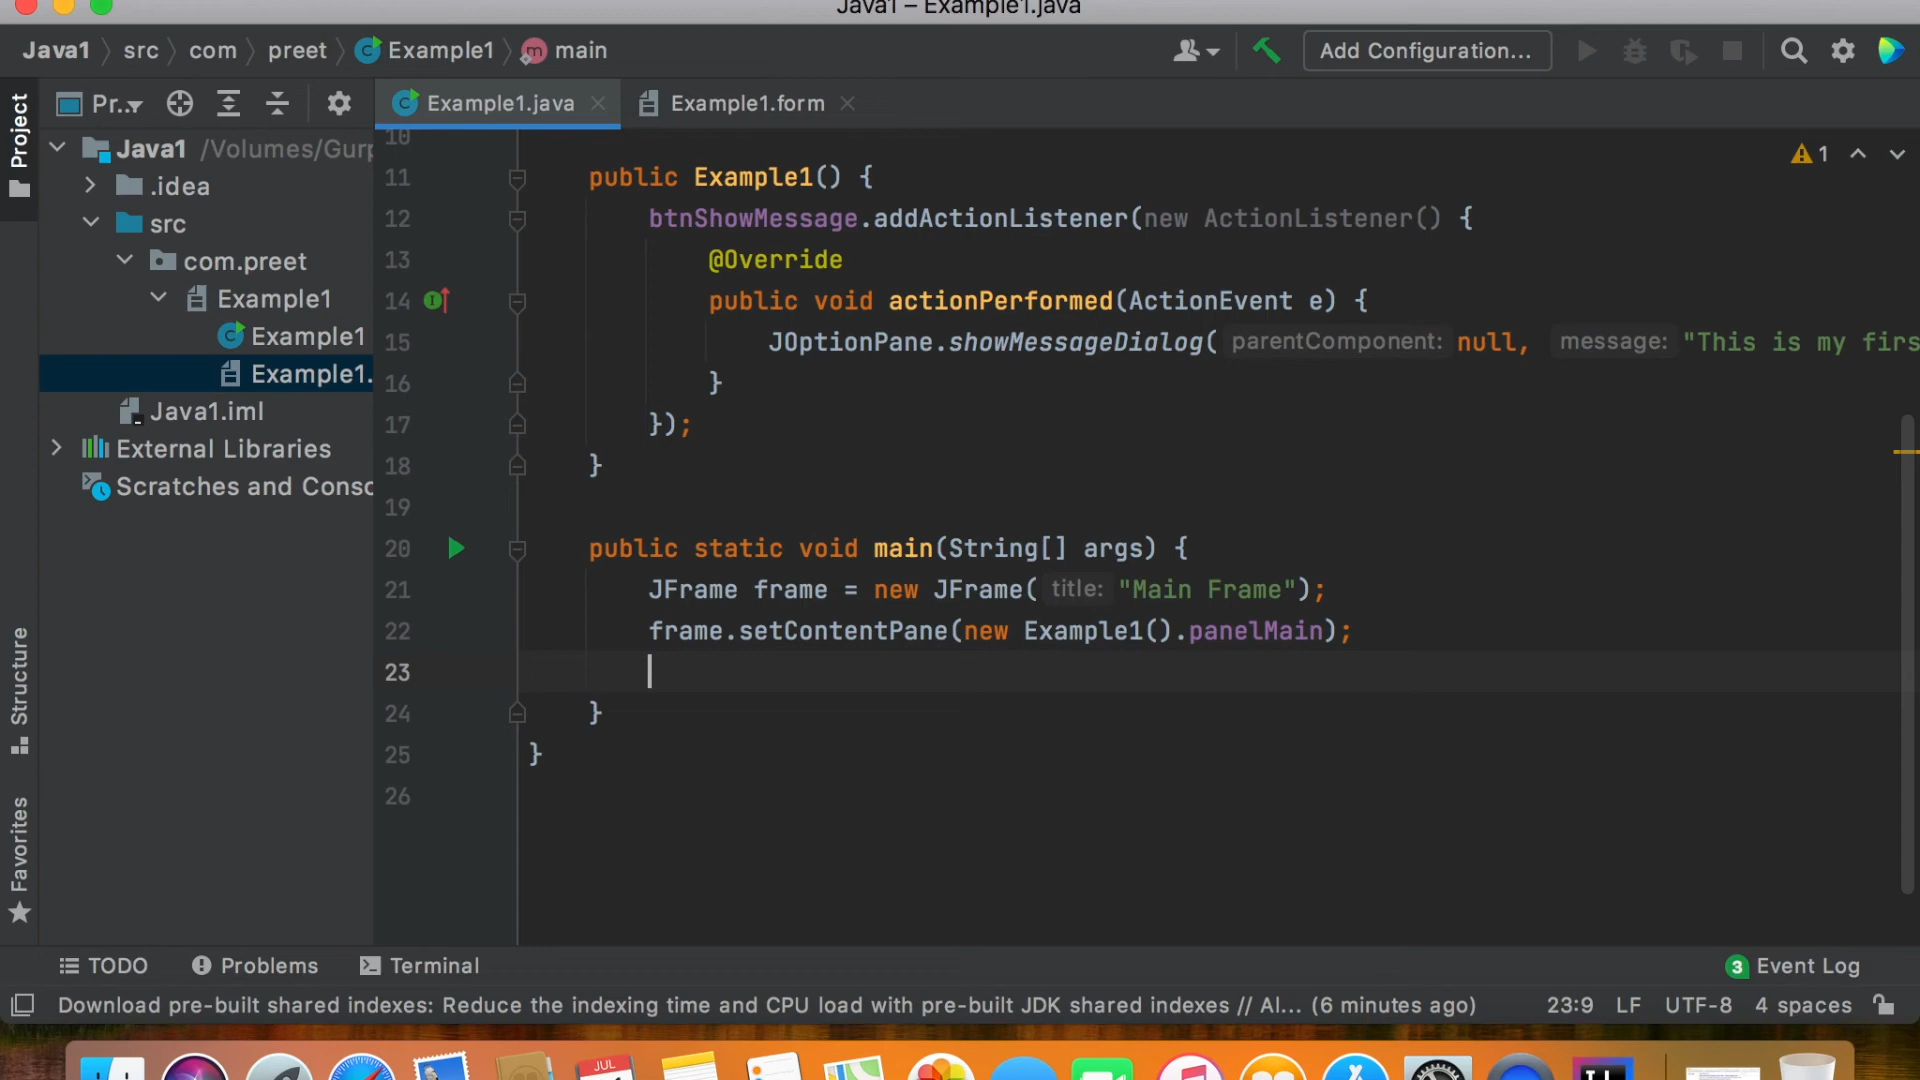 Java1 – Example1.java
Java1 src com preet Example1 main
Add Configuration...
Project
Pr...
Example1.java
Example1.form
Java1 /Volumes/Gurp
.idea
src
com.preet
Example1
Example1
Example1.
Java1.iml
External Libraries
Scratches and Consc
Structure
Favorites
1
10
11 public Example1() {
12 btnShowMessage.addActionListener(new ActionListener() {
13 @Override
14 public void actionPerformed(ActionEvent e) {
15 JOptionPane.showMessageDialog( parentComponent: null, message: "This is my firs
16 }
17 });
18 }
19
20 public static void main(String[] args) {
21 JFrame frame = new JFrame( title: "Main Frame");
22 frame.setContentPane(new Example1().panelMain);
23
24 }
25 }
26
TODO Problems Terminal
3 Event Log
Download pre-built shared indexes: Reduce the indexing time and CPU load with pre-built JDK shared indexes // Al... (6 minutes ago)
23:9 LF UTF-8 4 spaces
JUL